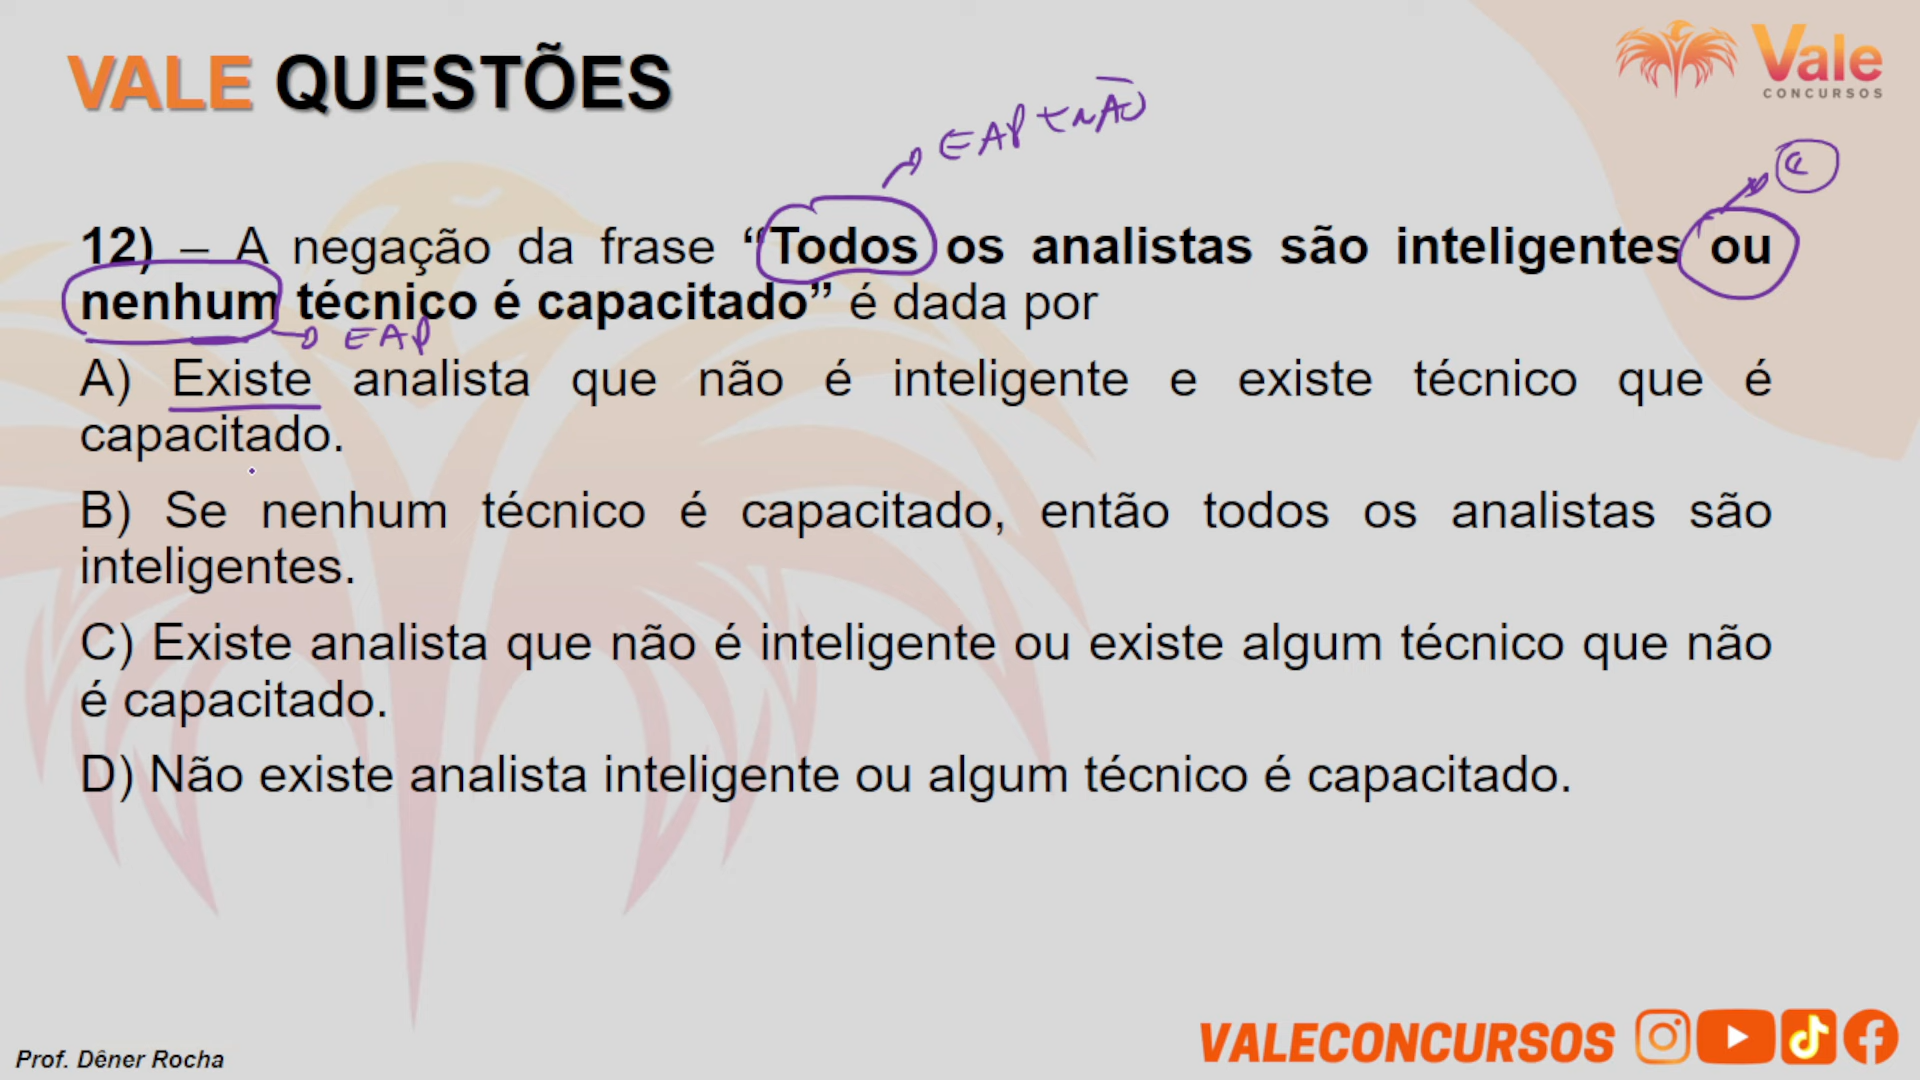 VALE QUESTÕES
Vale
CONCURSOS
EAP + NÃO
e
12) – A negação da frase “Todos os analistas são inteligentes ou
nenhum técnico é capacitado” é dada por
EAP
A) Existe analista que não é inteligente e existe técnico que é
capacitado.
B) Se nenhum técnico é capacitado, então todos os analistas são
inteligentes.
C) Existe analista que não é inteligente ou existe algum técnico que não
é capacitado.
D) Não existe analista inteligente ou algum técnico é capacitado.
VALECONCURSOS
Prof. Dêner Rocha